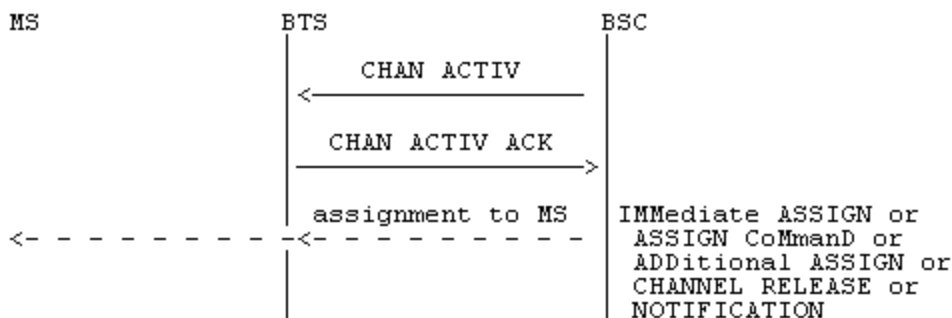 MS BTS BSC
CHAN ACTIV
CHAN ACTIV ACK
assignment to MS IMMediate ASSIGN or
ASSIGN CoMmanD or
ADDitional ASSIGN or
CHANNEL RELEASE or
NOTIFICATION